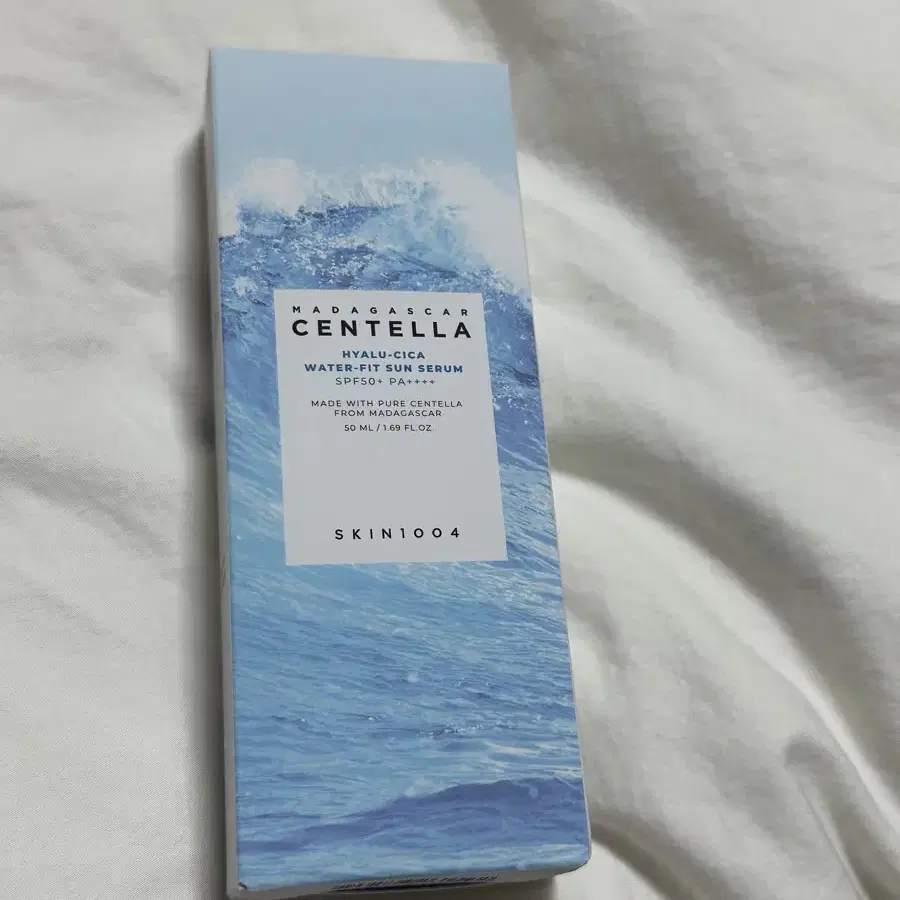 MADAGASCAR
CENTELLA
HYALU-CICA
WATER-FIT SUN SERUM
SPF50+ PA++++
MADE WITH PURE CENTELLA
FROM MADAGASCAR
50 ML / 1.69 FL.OZ.
SKIN1004